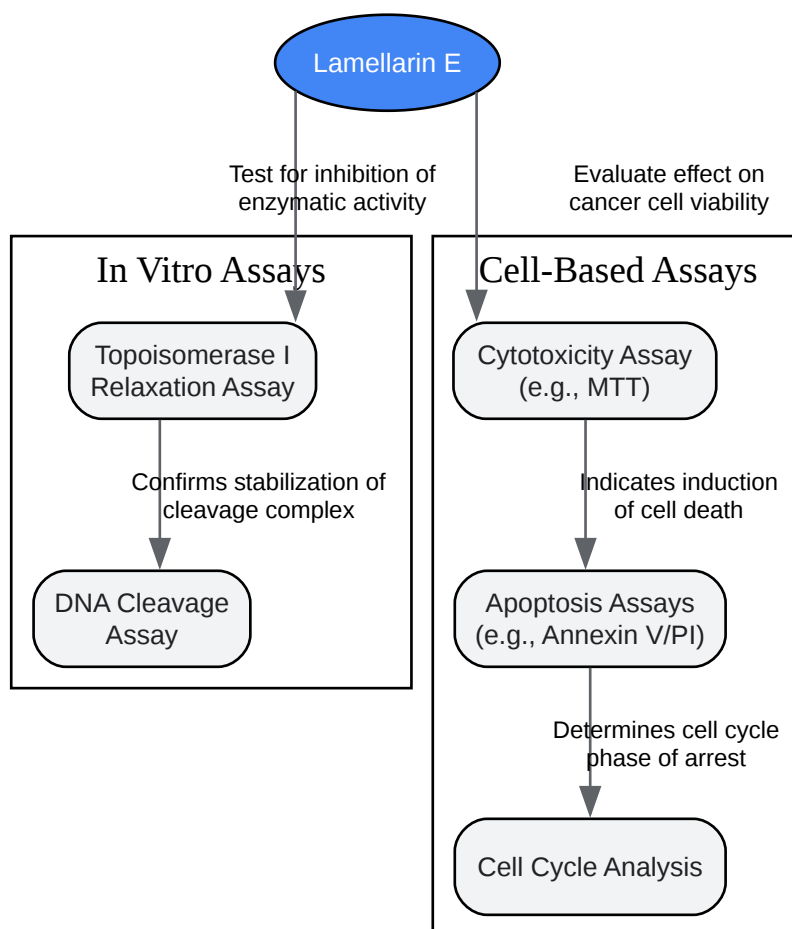 Lamellarin E
Test for inhibition of
enzymatic activity
Evaluate effect on
cancer cell viability
In Vitro Assays
Topoisomerase I
Relaxation Assay
Confirms stabilization of
cleavage complex
DNA Cleavage
Assay
Cell-Based Assays
Cytotoxicity Assay
(e.g., MTT)
Indicates induction
of cell death
Apoptosis Assays
(e.g., Annexin V/PI)
Determines cell cycle
phase of arrest
Cell Cycle Analysis